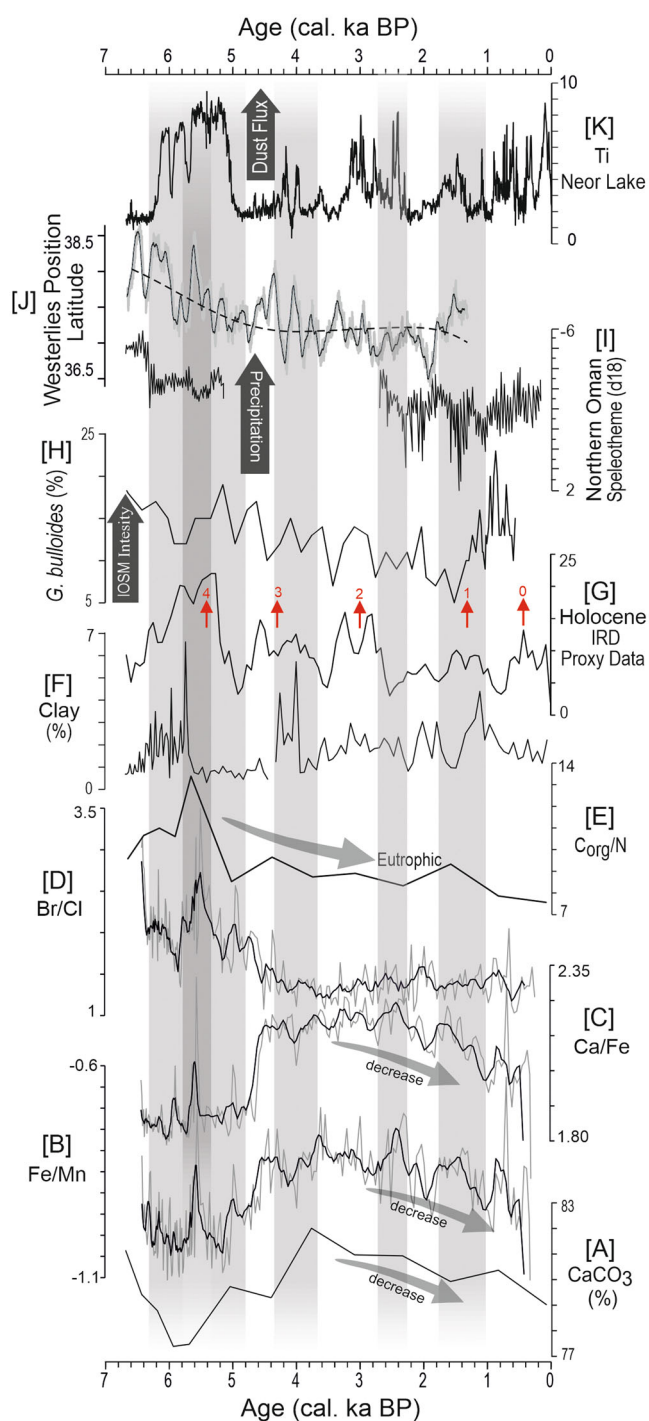 Age (cal. ka BP)
7 6 5 4 3 2 1 0
10
[K]
Ti
Neor Lake
0
Dust Flux
38.5
[J]
Westerlies Position
Latitude
36.5
-6
[I]
Northern Oman
Speleotheme (d18)
2
Precipitation
25
[H]
G. bulloides (%)
5
IOSM Intesity
25
[G]
Holocene
IRD
Proxy Data
0
4 3 2 1 0
7
[F]
Clay
(%)
0
14
[E]
Corg/N
7
Eutrophic
3.5
[D]
Br/Cl
1
2.35
[C]
Ca/Fe
1.80
decrease
-0.6
[B]
Fe/Mn
-1.1
decrease
83
[A]
CaCO3
(%)
77
decrease
7 6 5 4 3 2 1 0
Age (cal. ka BP)